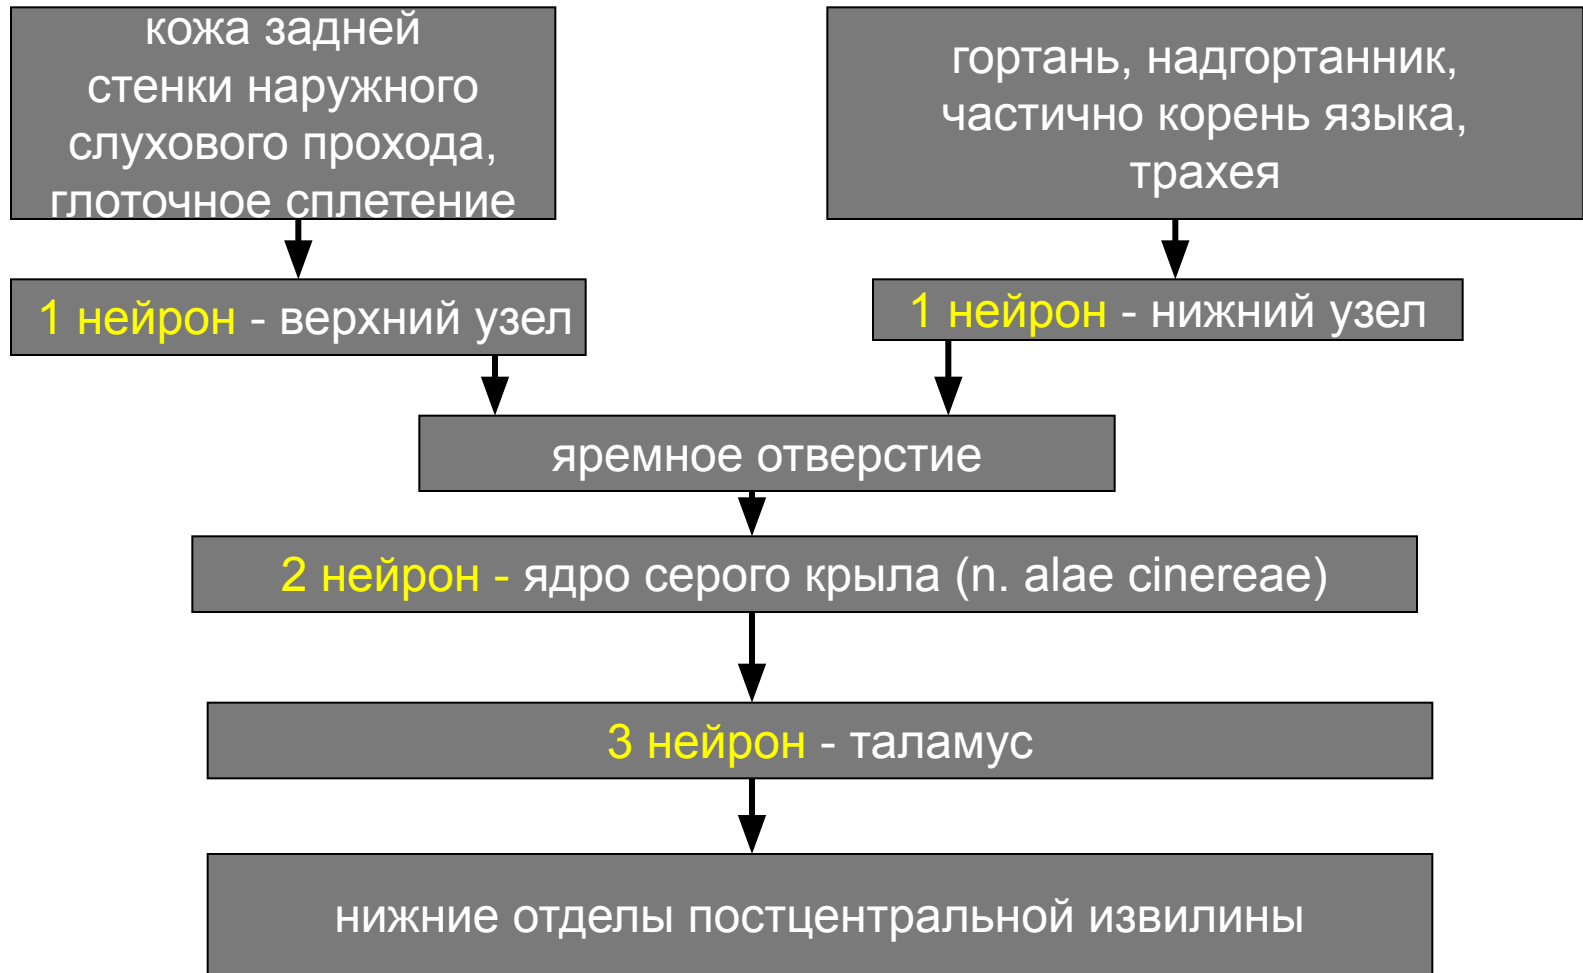 кожа задней
стенки наружного
слухового прохода,
глоточное сплетение
гортань, надгортанник,
частично корень языка,
трахея
1 нейрон - верхний узел
1 нейрон - нижний узел
яремное отверстие
2 нейрон - ядро серого крыла (n. alae cinereae)
3 нейрон - таламус
нижние отделы постцентральной извилины